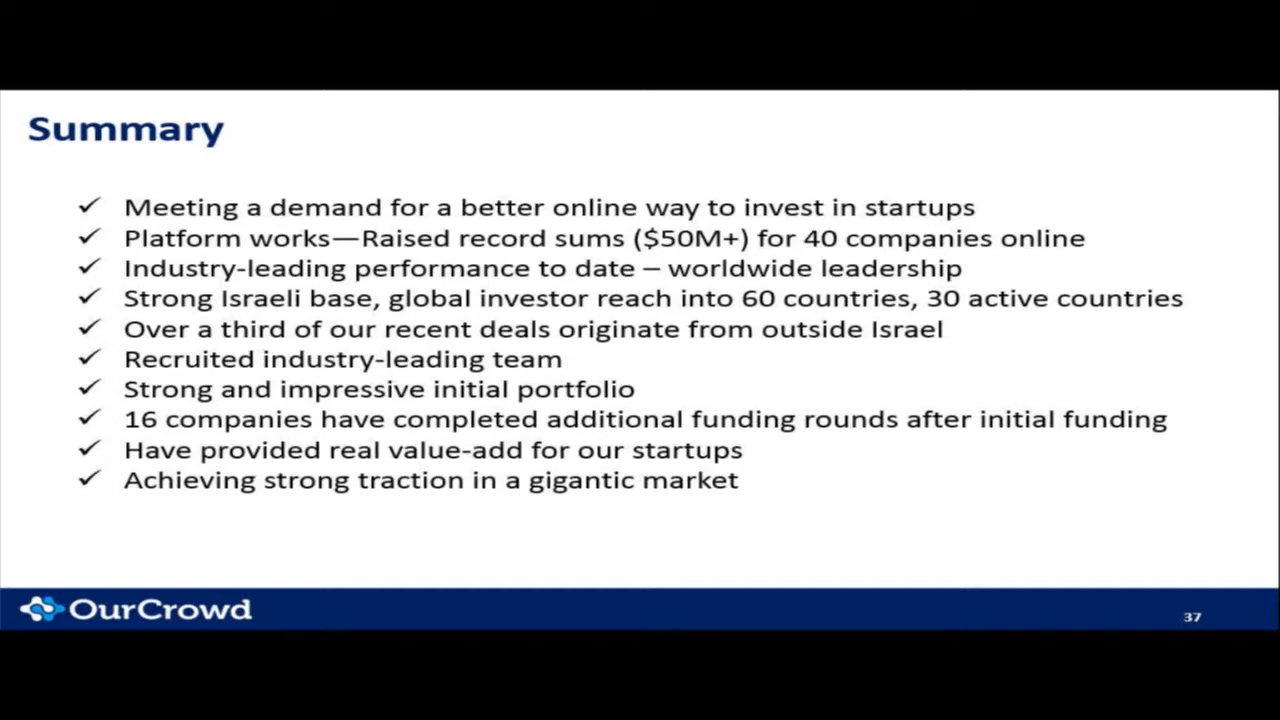 Summary
✓ Meeting a demand for a better online way to invest in startups
✓ Platform works—Raised record sums ($50M+) for 40 companies online
✓ Industry-leading performance to date – worldwide leadership
✓ Strong Israeli base, global investor reach into 60 countries, 30 active countries
✓ Over a third of our recent deals originate from outside Israel
✓ Recruited industry-leading team
✓ Strong and impressive initial portfolio
✓ 16 companies have completed additional funding rounds after initial funding
✓ Have provided real value-add for our startups
✓ Achieving strong traction in a gigantic market
OurCrowd
37